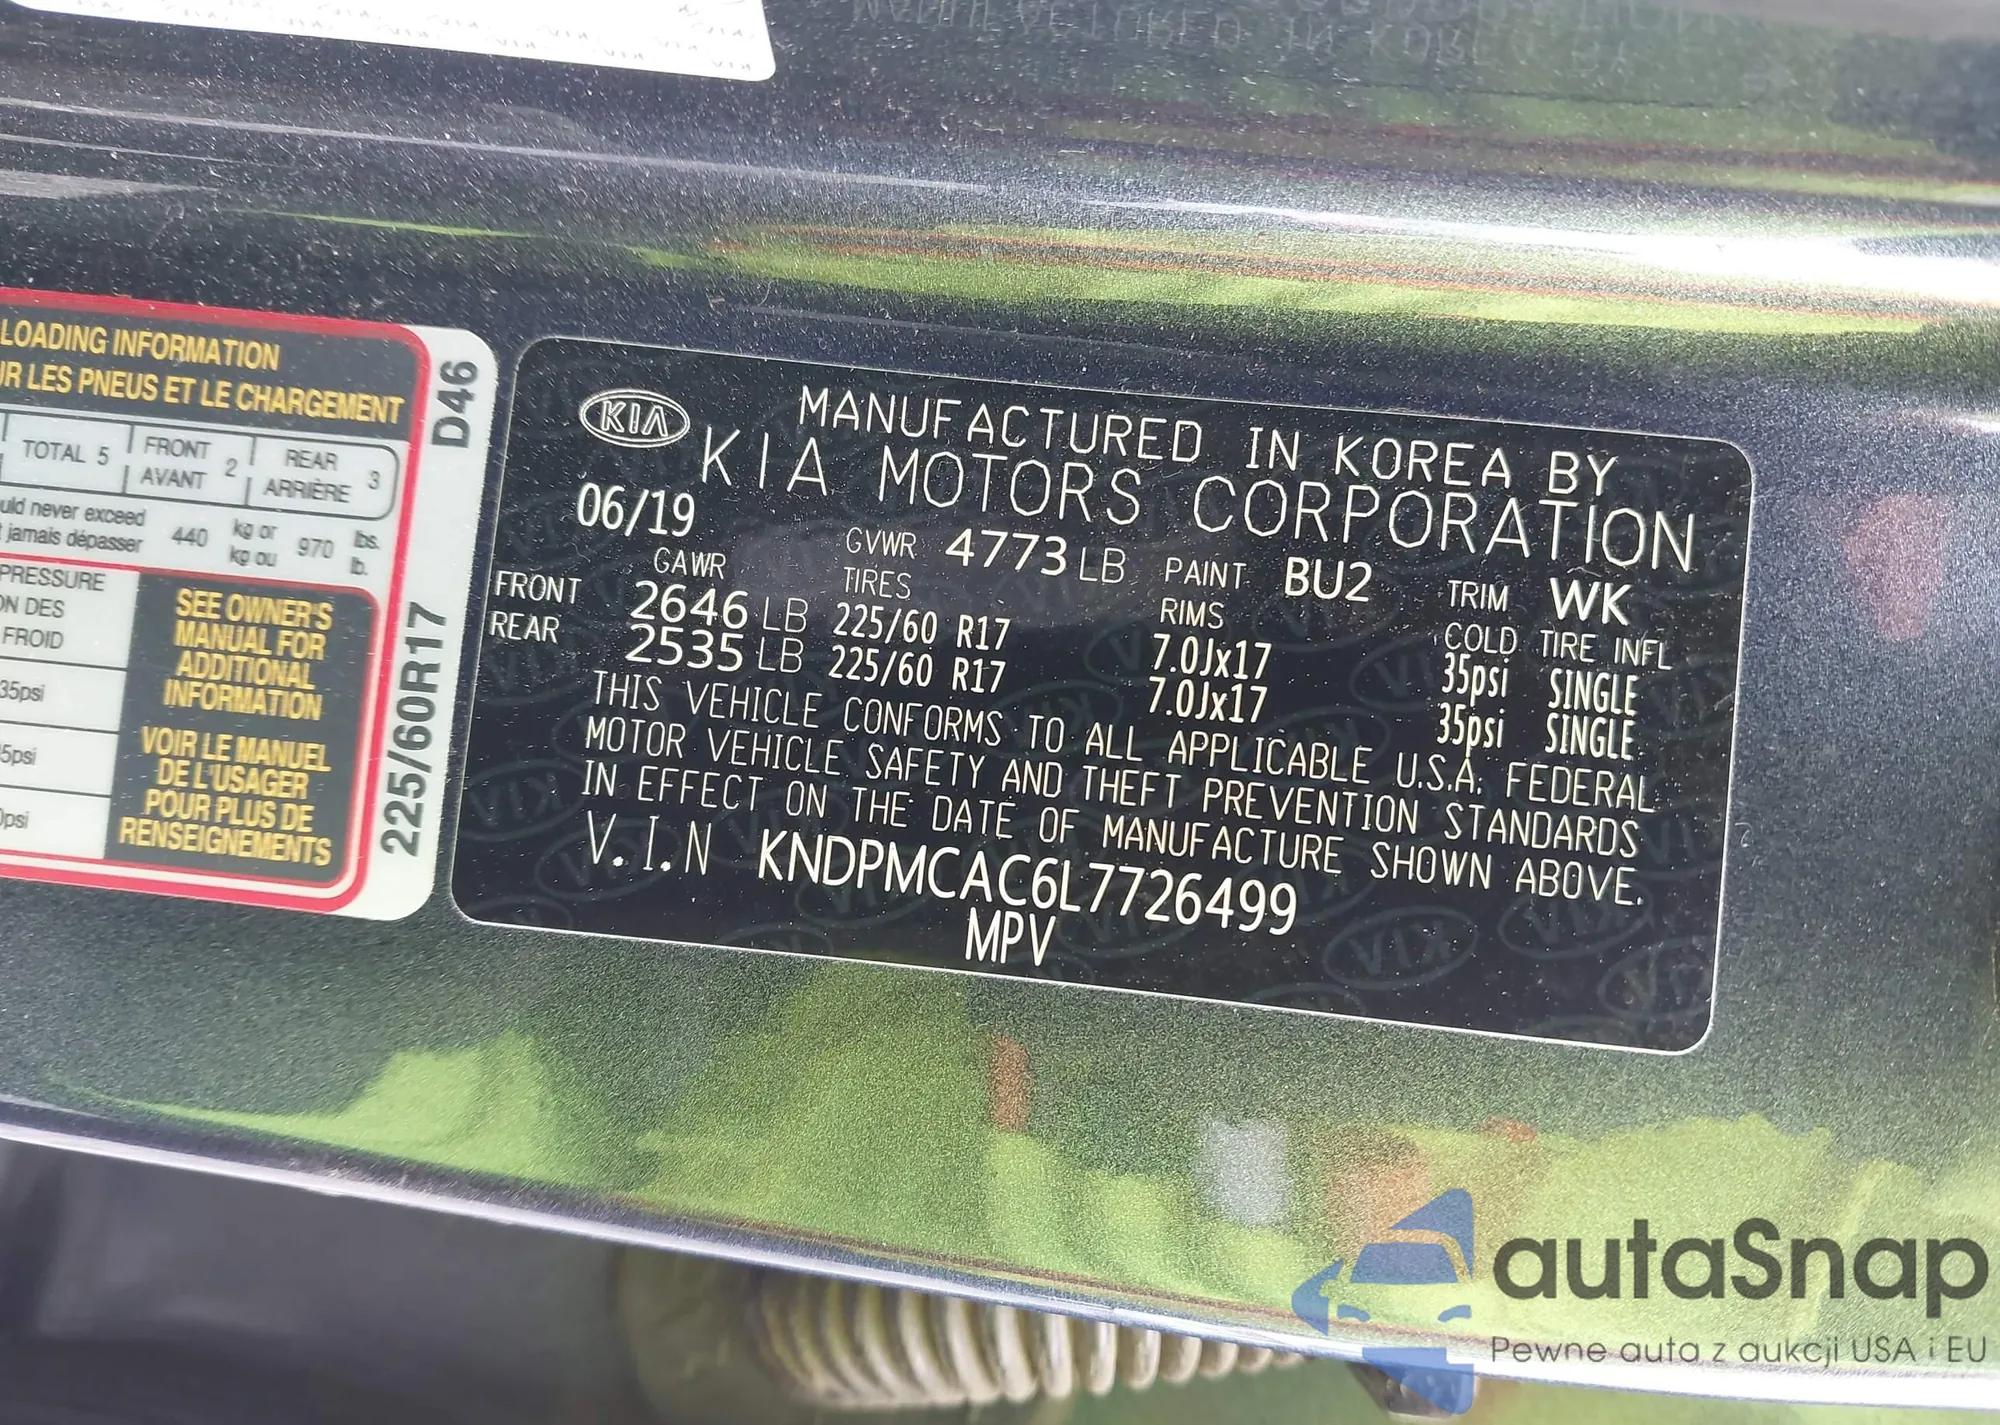 LOADING INFORMATION
R LES PNEUS ET LE CHARGEMENT
TOTAL 5
FRONT
AVANT
2
REAR
ARRIÈRE
3
uld never exceed
t jamais dépasser
440
kg or
kg ou
970
lbs.
lb.
PRESSURE
ON DES
FROID
35psi
5psi
0psi
SEE OWNER'S
MANUAL FOR
ADDITIONAL
INFORMATION
VOIR LE MANUEL
DE L'USAGER
POUR PLUS DE
RENSEIGNEMENTS
D46
225/60R17
KIA
MANUFACTURED IN KOREA BY
KIA MOTORS CORPORATION
06/19
GVWR 4773 LB PAINT BU2 TRIM WK
GAWR TIRES RIMS COLD TIRE INFL
FRONT 2646 LB 225/60 R17 7.0Jx17 35psi SINGLE
REAR 2535 LB 225/60 R17 7.0Jx17 35psi SINGLE
THIS VEHICLE CONFORMS TO ALL APPLICABLE U.S.A. FEDERAL
MOTOR VEHICLE SAFETY AND THEFT PREVENTION STANDARDS
IN EFFECT ON THE DATE OF MANUFACTURE SHOWN ABOVE.
V.I.N KNDPMCAC6L7726499
MPV
autaSnap
Pewne auta z aukcji USA i EU